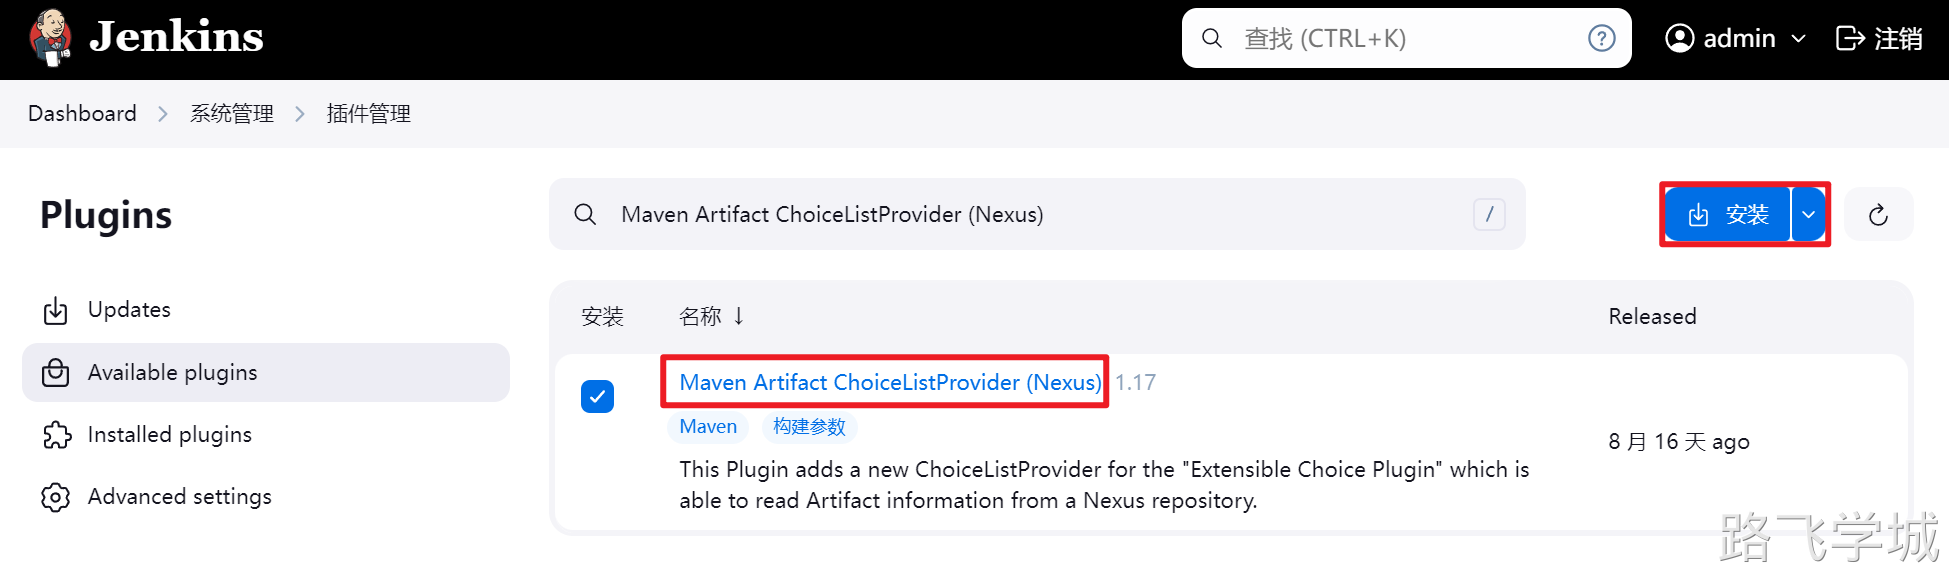 Jenkins
查找 (CTRL+K)
?
admin
注销
Dashboard
系统管理
插件管理
Plugins
Maven Artifact ChoiceListProvider (Nexus)
/
安装
Updates
Available plugins
Installed plugins
Advanced settings
安装
名称 ↓
Released
Maven Artifact ChoiceListProvider (Nexus) 1.17
Maven
构建参数
This Plugin adds a new ChoiceListProvider for the "Extensible Choice Plugin" which is
able to read Artifact information from a Nexus repository.
8 月 16 天 ago
路飞学城